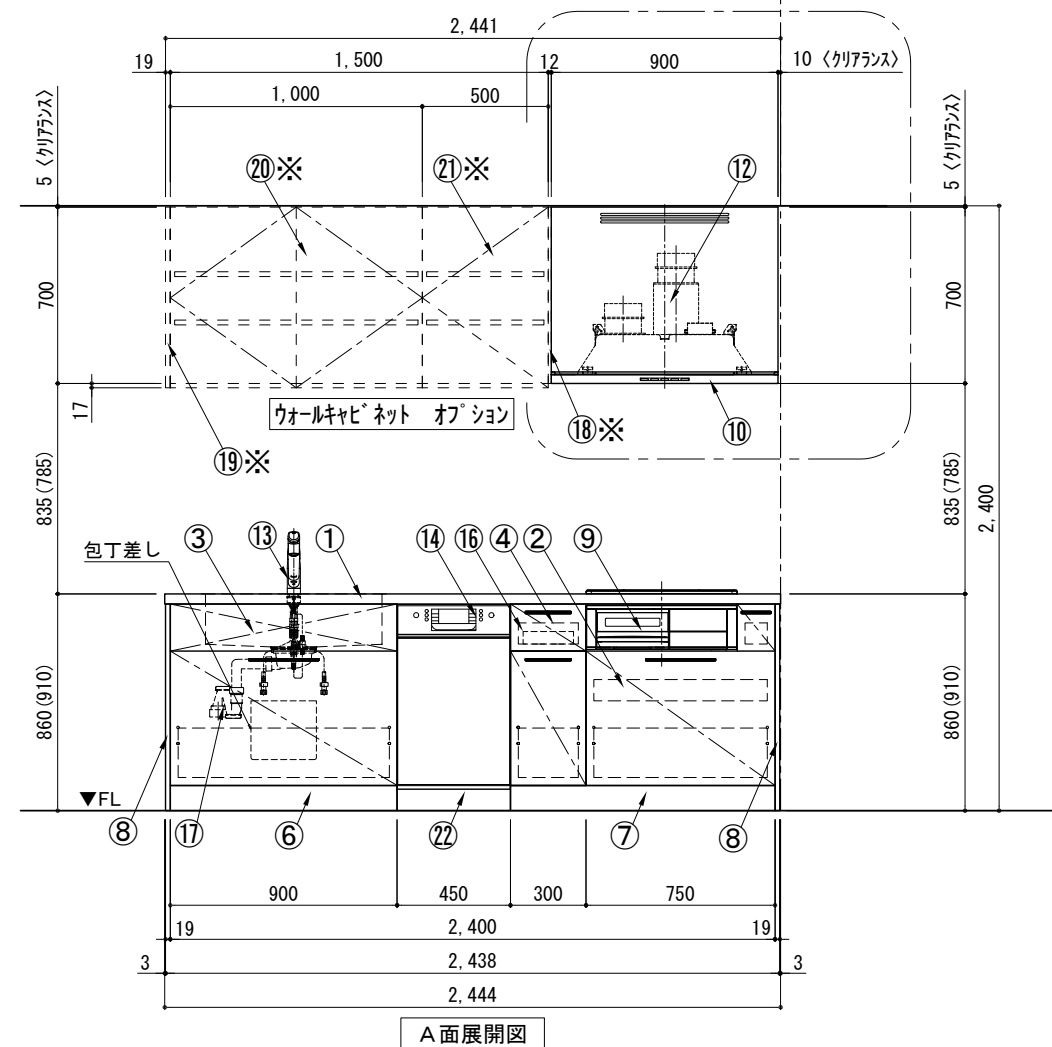 2,441
19 1,500 12 900 10 〈クリアランス〉
1,000 500
5 〈クリアランス〉
5 〈クリアランス〉
⑳※ ㉑※ ⑫
700
700
17
ウォールキャビネット オプション
⑲※ ⑱※ ⑩
835(785)
835(785)
2,400
包丁差し ③ ⑬ ① ⑭ ⑯ ④ ② ⑨
860(910)
860(910)
▼FL
⑧ ⑰ ⑥ ㉒ ⑦ ⑧
900 450 300 750
19 2,400 19
3 2,438 3
2,444
A面展開図